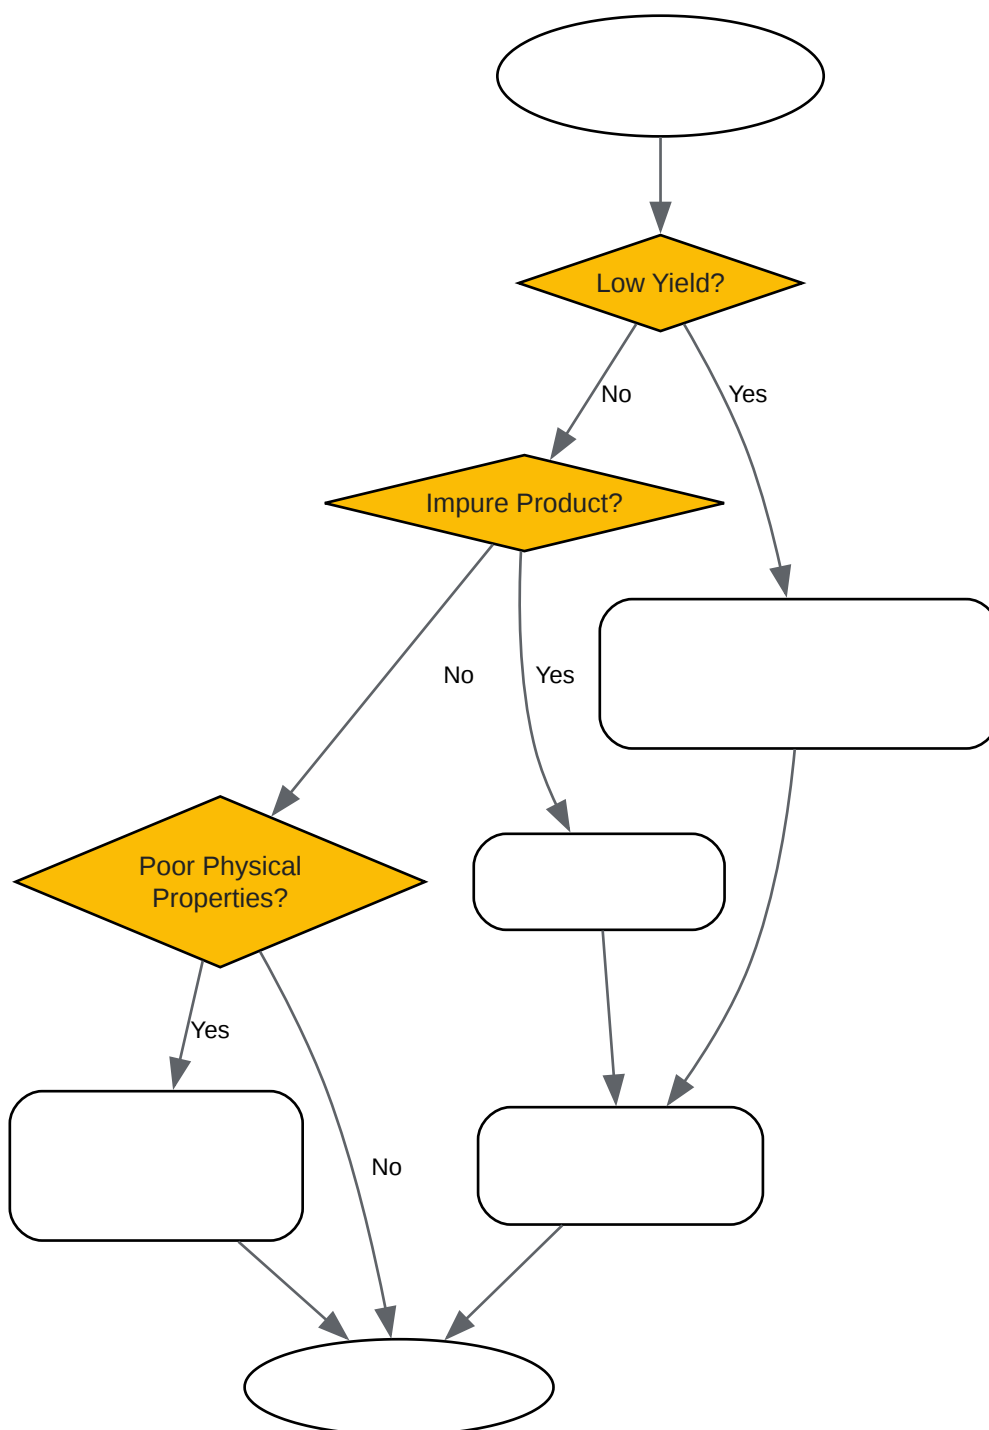 Low Yield?
No
Yes
Impure Product?
No
Yes
Poor Physical
Properties?
Yes
No